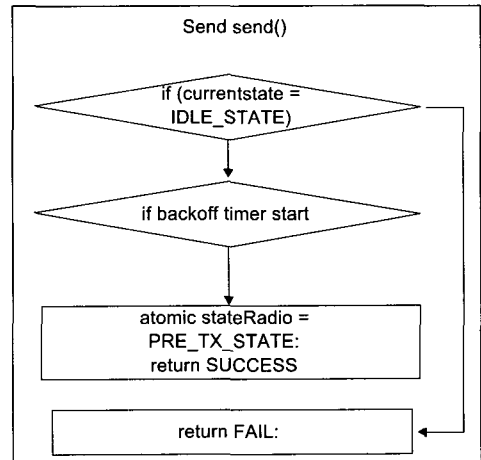 Send send()
if (currentstate =
IDLE_STATE)
if backoff timer start
atomic stateRadio =
PRE_TX_STATE:
return SUCCESS
return FAIL: